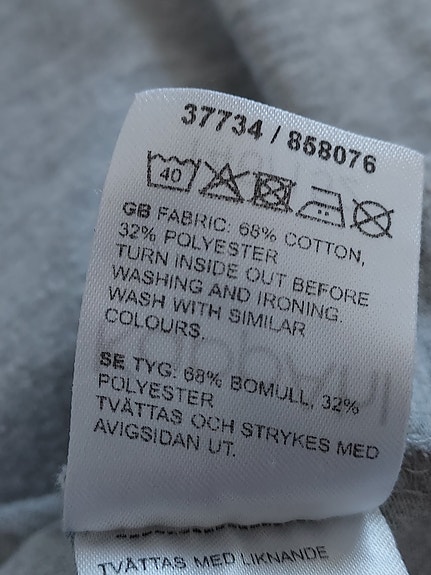 37734 / 858076
40
GB FABRIC: 68% COTTON,
32% POLYESTER
TURN INSIDE OUT BEFORE
WASHING AND IRONING.
WASH WITH SIMILAR
COLOURS.
SE TYG: 68% BOMULL, 32%
POLYESTER
TVÄTTAS OCH STRYKES MED
AVIGSIDAN UT.
TVÄTTAS MED LIKNANDE